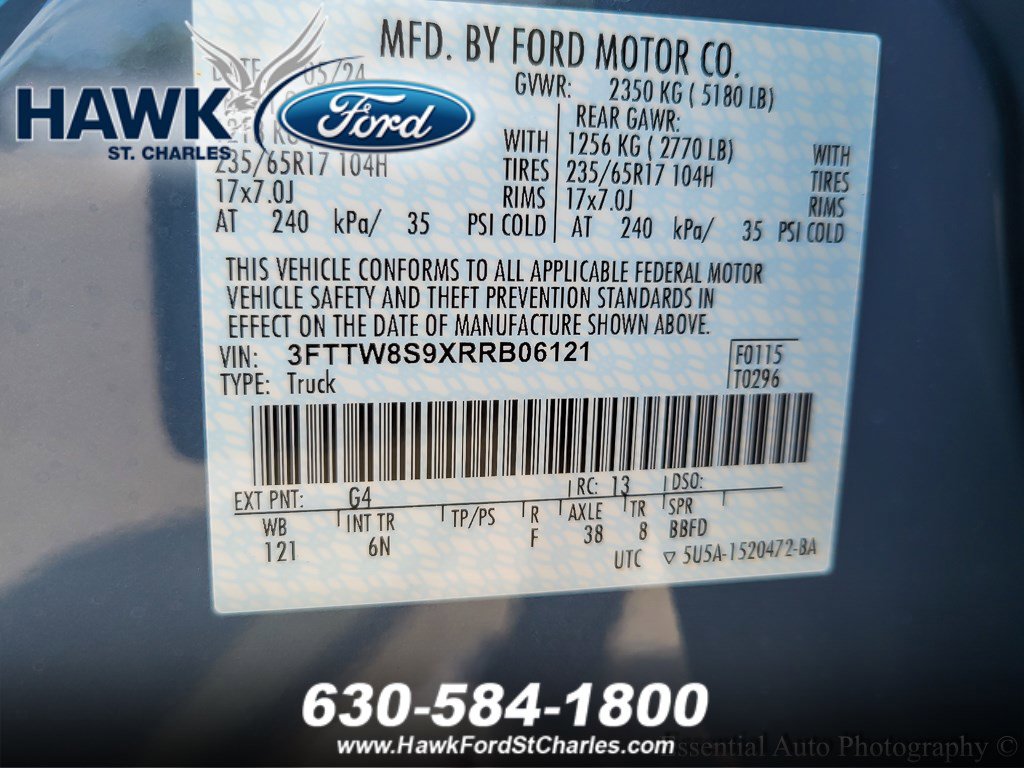 MFD. BY FORD MOTOR CO.
DATE 05/24
GVWR: 2350 KG ( 5180 LB)
HAWK Ford
ST. CHARLES
REAR GAWR:
WITH 1256 KG ( 2770 LB) WITH
235/65R17 104H TIRES 235/65R17 104H TIRES
17x7.0J RIMS 17x7.0J RIMS
AT 240 kPa/ 35 PSI COLD AT 240 kPa/ 35 PSI COLD
THIS VEHICLE CONFORMS TO ALL APPLICABLE FEDERAL MOTOR
VEHICLE SAFETY AND THEFT PREVENTION STANDARDS IN
EFFECT ON THE DATE OF MANUFACTURE SHOWN ABOVE.
VIN: 3FTTW8S9XRRB06121 F0115
TYPE: Truck T0296
EXT PNT: G4 RC: 13 DSO:
WB INT TR TP/PS R AXLE TR SPR
121 6N F 38 8 BBFD
UTC ▽ 5U5A-1520472-BA
630-584-1800
www.HawkFordStCharles.com
Essential Auto Photography ©